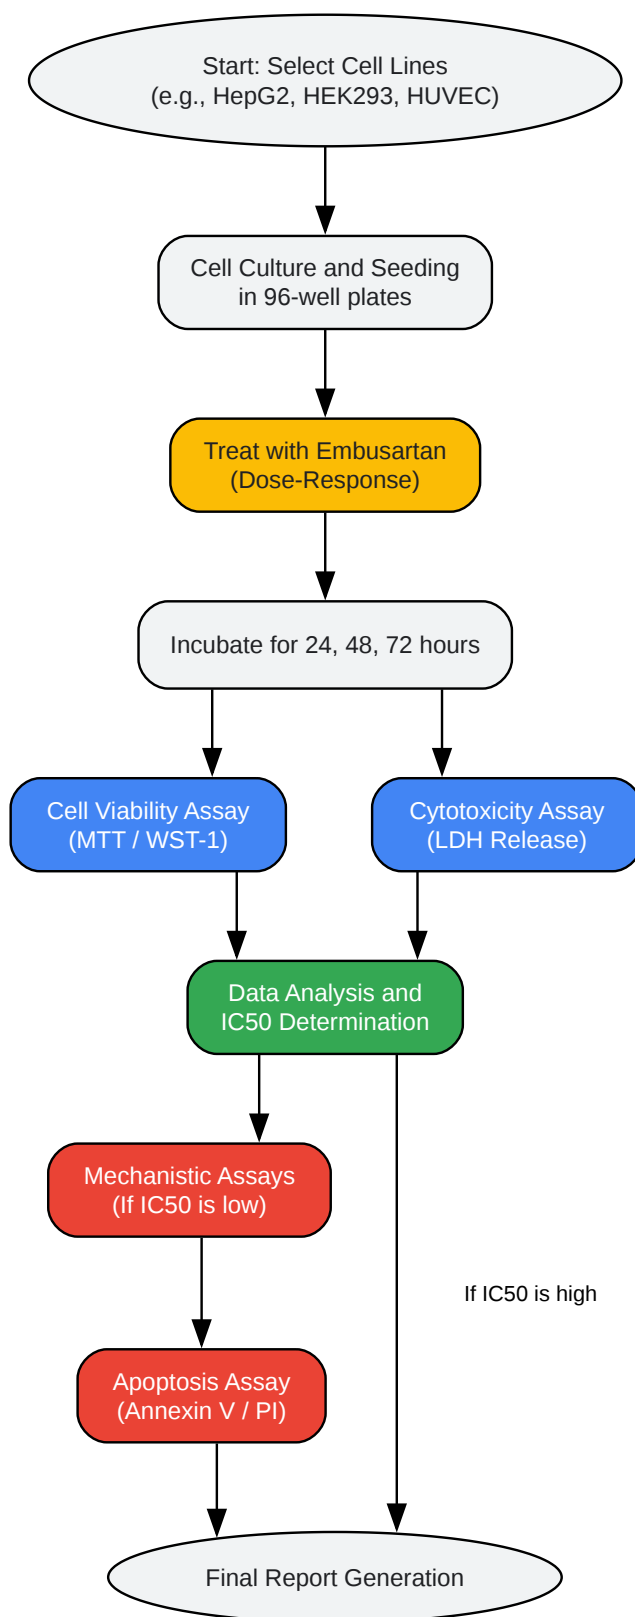 Start: Select Cell Lines
(e.g., HepG2, HEK293, HUVEC)
Cell Culture and Seeding
in 96-well plates
Treat with Embusartan
(Dose-Response)
Incubate for 24, 48, 72 hours
Cell Viability Assay
(MTT / WST-1)
Cytotoxicity Assay
(LDH Release)
Data Analysis and
IC50 Determination
Mechanistic Assays
(If IC50 is low)
If IC50 is high
Apoptosis Assay
(Annexin V / PI)
Final Report Generation